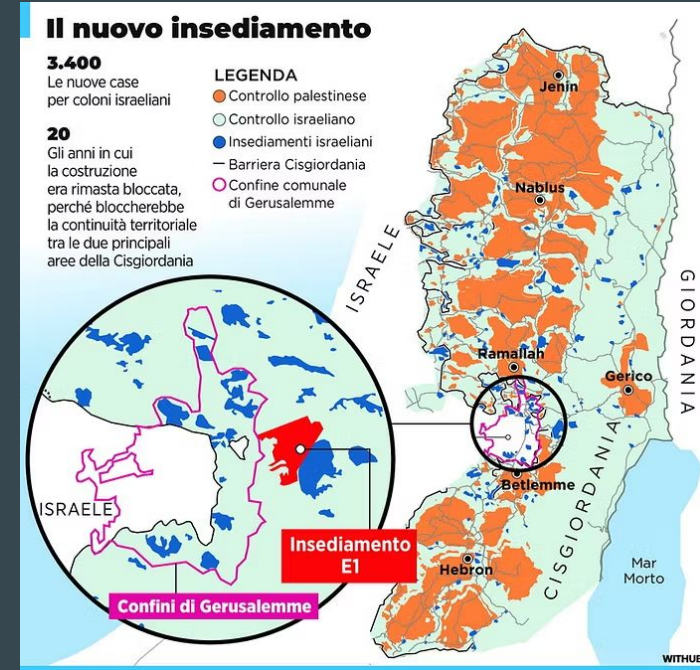 Il nuovo insediamento
3.400
Le nuove case
per coloni israeliani
20
Gli anni in cui
la costruzione
era rimasta bloccata,
perché bloccherebbe
la continuità territoriale
tra le due principali
aree della Cisgiordania
LEGENDA
Controllo palestinese
Controllo israeliano
Insediamenti israeliani
Barriera Cisgiordania
Confine comunale
di Gerusalemme
Jenin
Nablus
ISRAELE
GIORDANIA
Ramallah
Gerico
Betlemme
CISGIORDANIA
Hebron
Mar
Morto
ISRAELE
Insediamento
E1
Confini di Gerusalemme
WITHUB